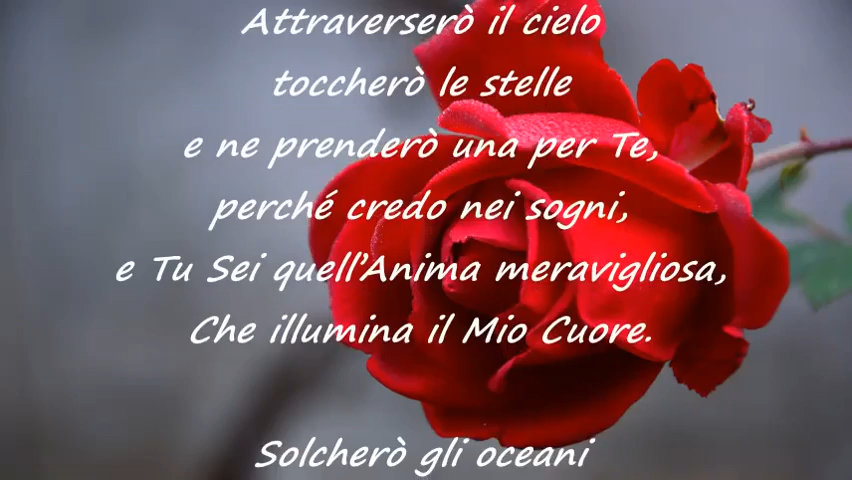 Attraverserò il cielo
toccherò le stelle
e ne prenderò una per Te,
perché credo nei sogni,
e Tu Sei quell'Anima meravigliosa,
Che illumina il Mio Cuore.
Solcherò gli oceani